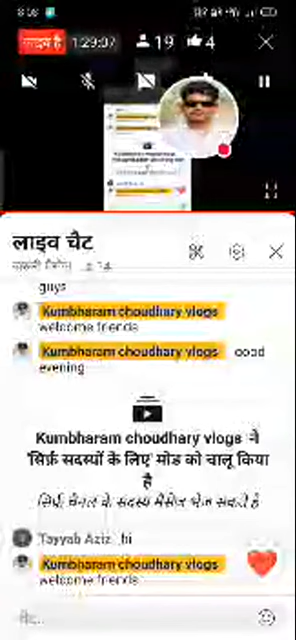 लाइव है 1:29:07 19 4
लाइव चैट
guys
Kumbharam choudhary vlogs
welcome friends
Kumbharam choudhary vlogs good
evening
Kumbharam choudhary vlogs ने
'सिर्फ़ सदस्यों के लिए' मोड को चालू किया
है
सिर्फ़ चैनल के सदस्य मैसेज भेज सकते हैं
Tayyab Aziz hi
Kumbharam choudhary vlogs
welcome friends